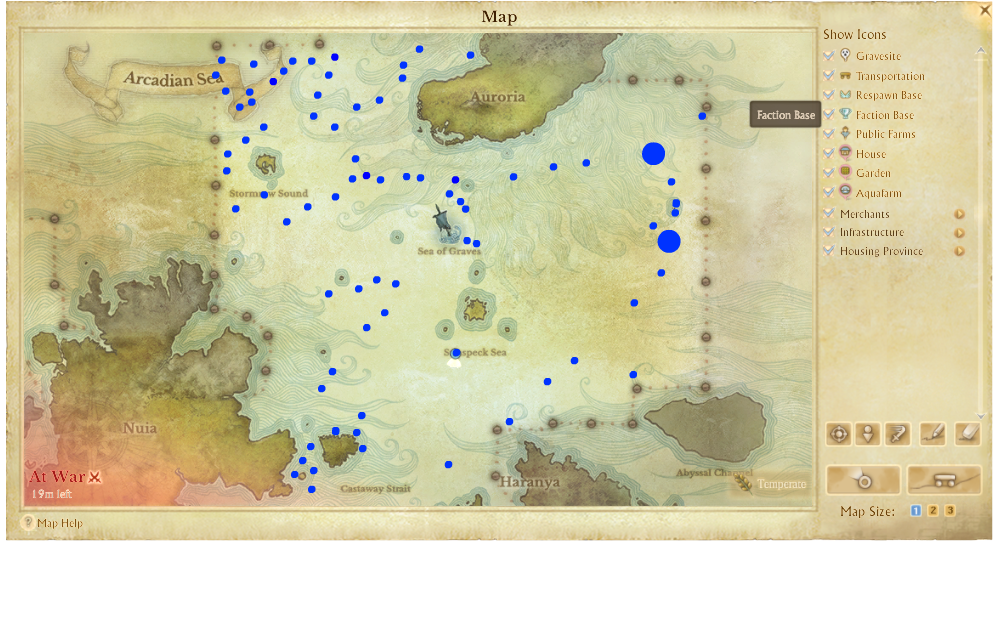 Map
Show Icons
Arcadian Sea
Auroria
Stormraw Sound
Sea of Graves
Sunspeck Sea
Nuia
At War
19m left
Castaway Strait
Haranya
Abyssal Channel
Temperate
Map Help
Faction Base
Gravesite
Transportation
Respawn Base
Faction Base
Public Farms
House
Garden
Aquafarm
Merchants
Infrastructure
Housing Province
Map Size: 1 2 3